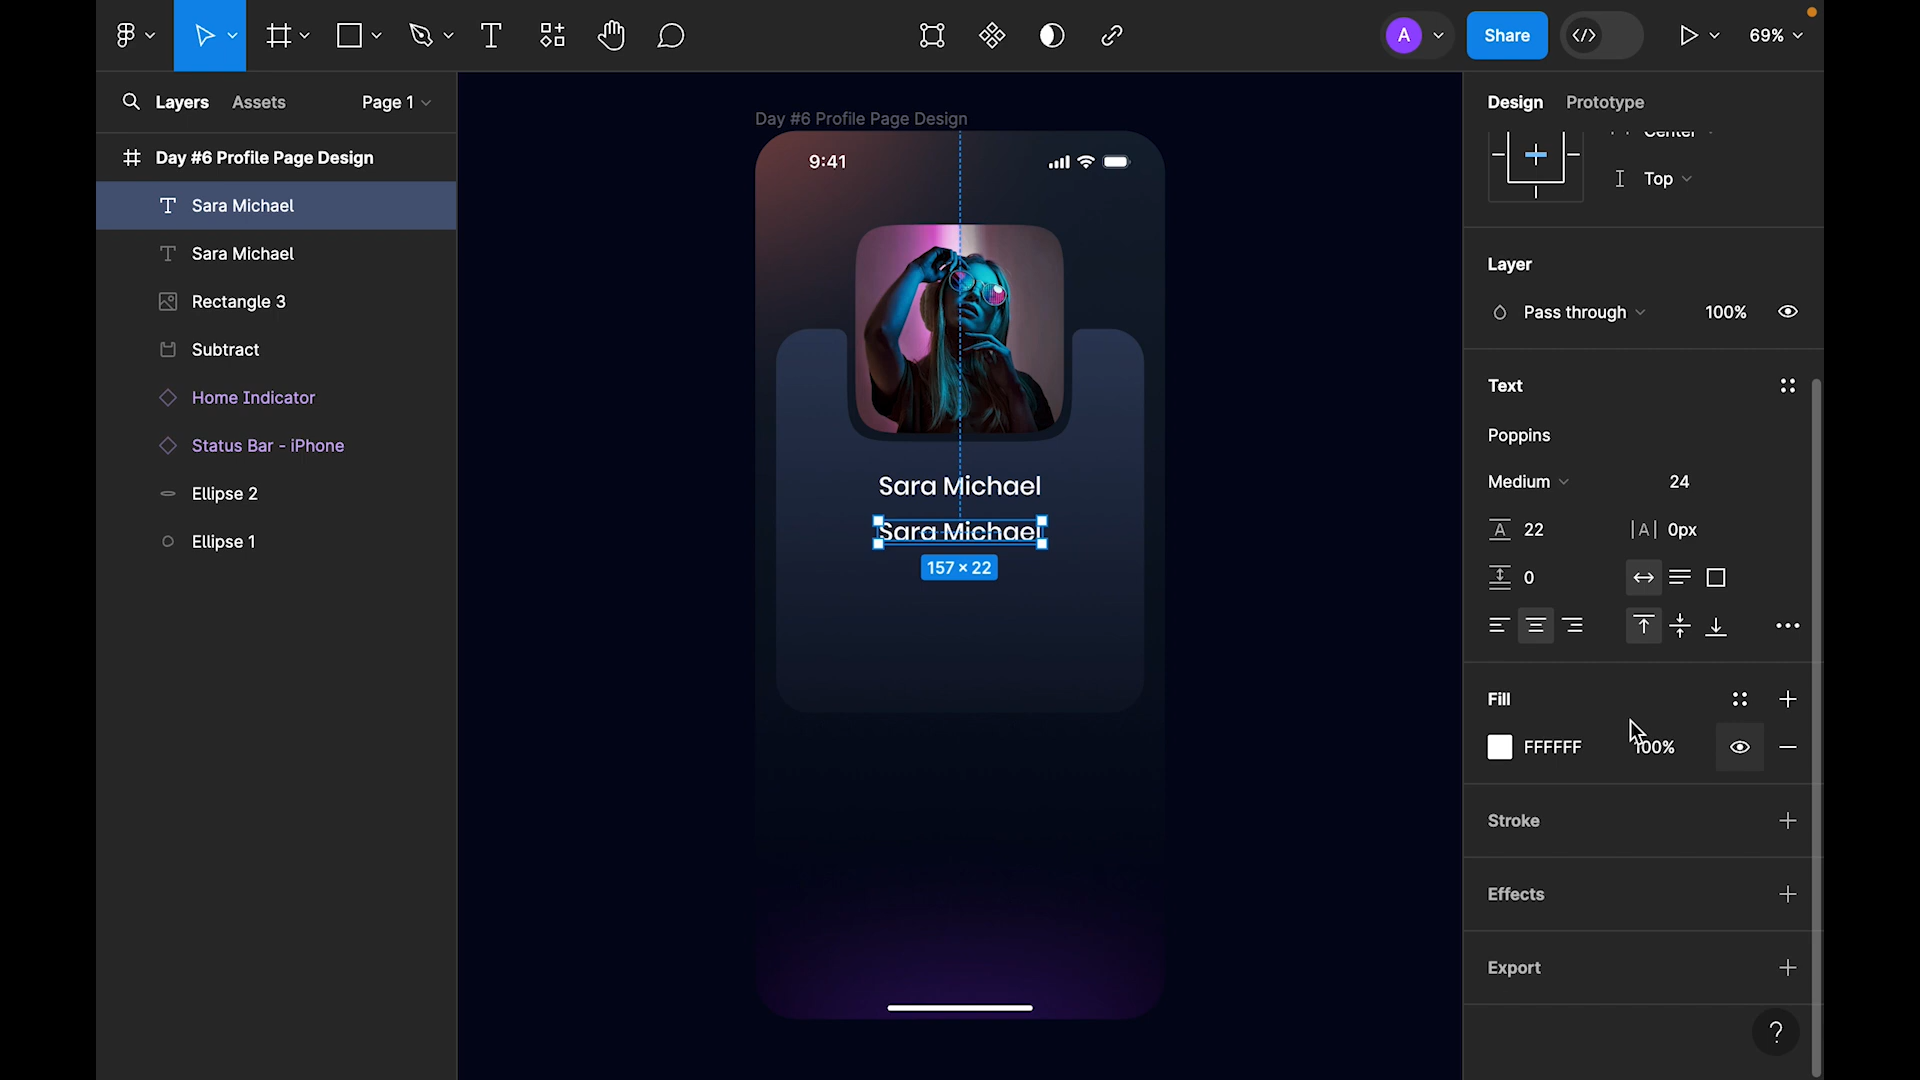 A
Share
69%
Layers
Assets
Page 1
Design
Prototype
Day #6 Profile Page Design
Sara Michael
Sara Michael
Rectangle 3
Subtract
Home Indicator
Status Bar - iPhone
Ellipse 2
Ellipse 1
Day #6 Profile Page Design
9:41
Sara Michael
Sara Michael
157 × 22
Center
Top
Layer
Pass through
100%
Text
Poppins
Medium
24
A 22
|A| 0px
0
Fill
FFFFFF
100%
Stroke
Effects
Export
?